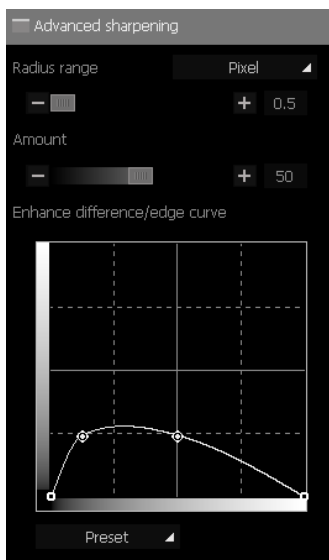 Advanced sharpening
Radius range Pixel
0.5
Amount
50
Enhance difference/edge curve
Preset